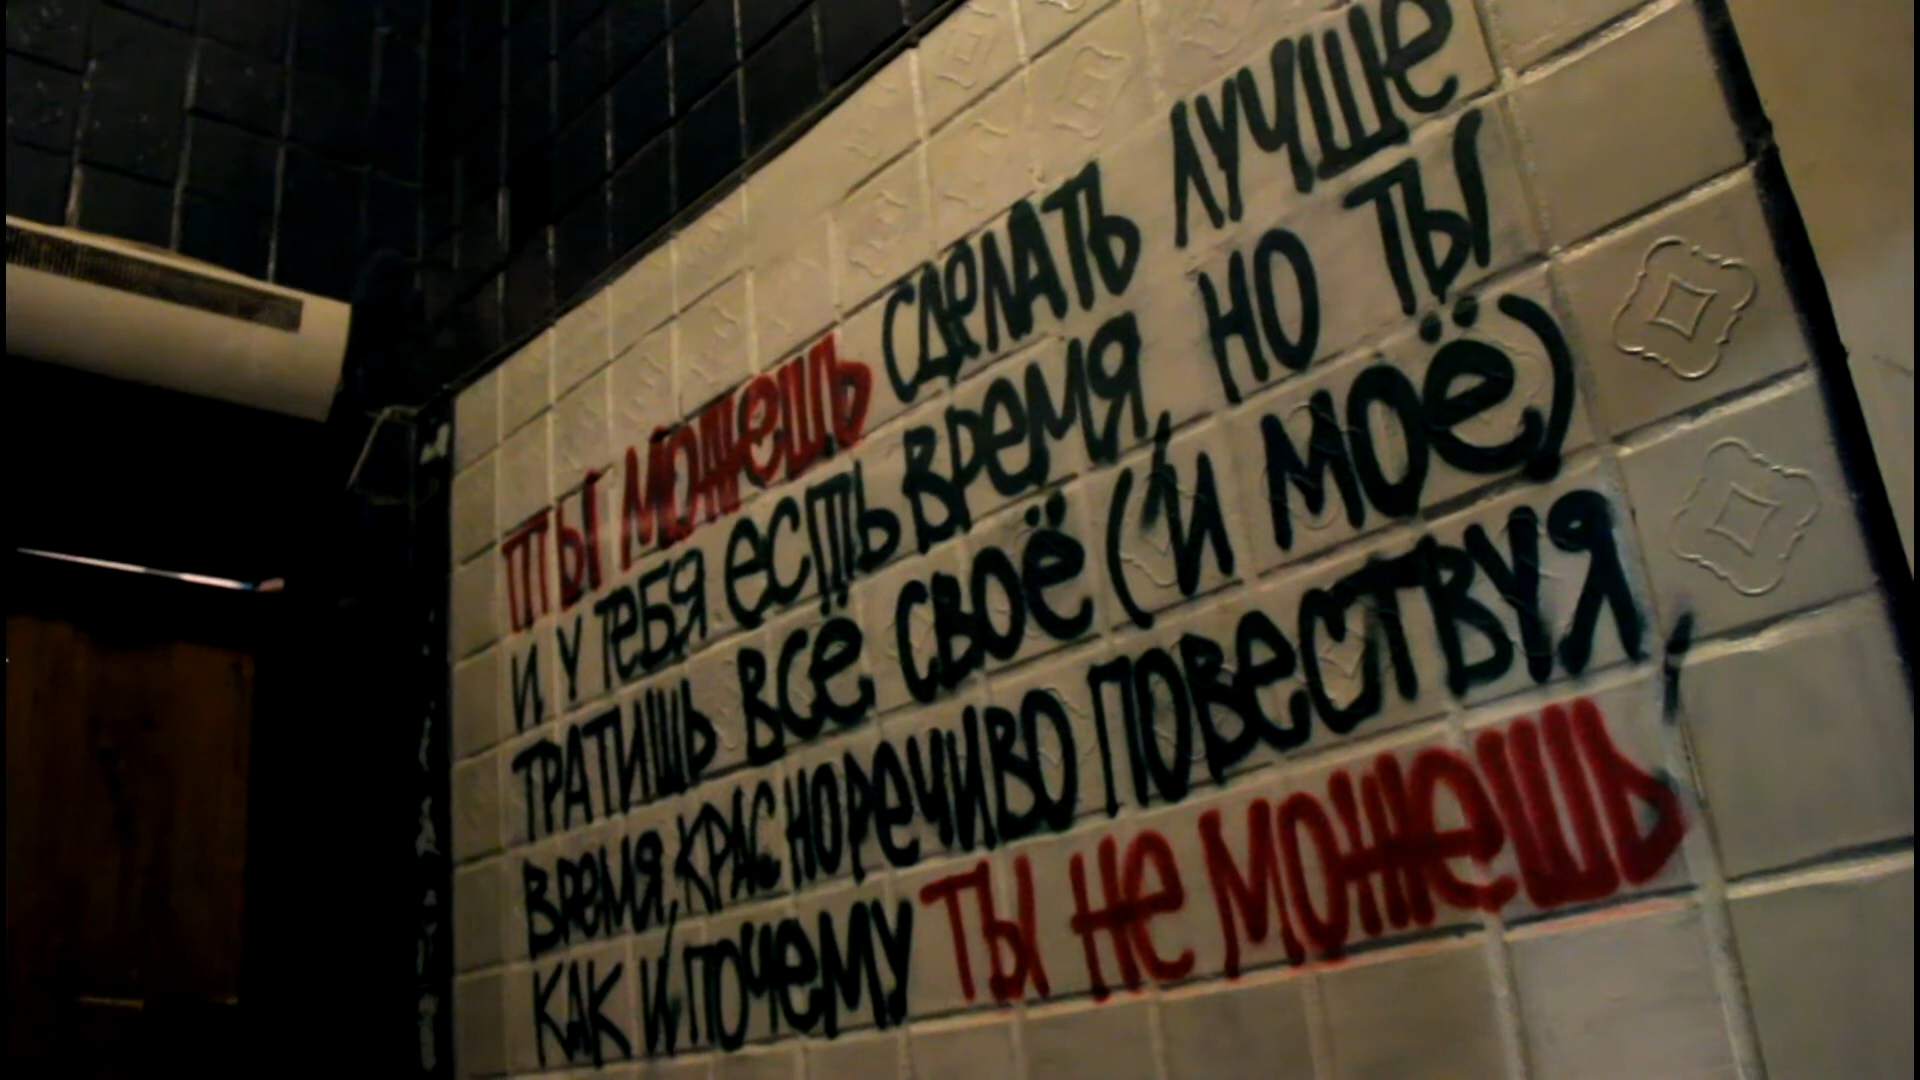 ТЫ МОЖЕШЬ СДЕЛАТЬ ЛУЧШЕ
И У ТЕБЯ ЕСТЬ ВРЕМЯ, НО ТЫ
ТРАТИШЬ ВСЁ СВОЁ (И МОЁ)
ВРЕМЯ, КРАСНОРЕЧИВО ПОВЕСТВУЯ,
КАК И ПОЧЕМУ ТЫ НЕ МОЖЕШЬ